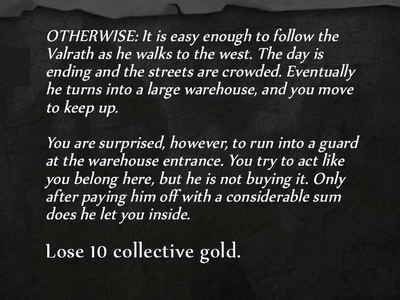 OTHERWISE: It is easy enough to follow the
Valrath as he walks to the west. The day is
ending and the streets are crowded. Eventually
he turns into a large warehouse, and you move
to keep up.
You are surprised, however, to run into a guard
at the warehouse entrance. You try to act like
you belong here, but he is not buying it. Only
after paying him off with a considerable sum
does he let you inside.
Lose 10 collective gold.